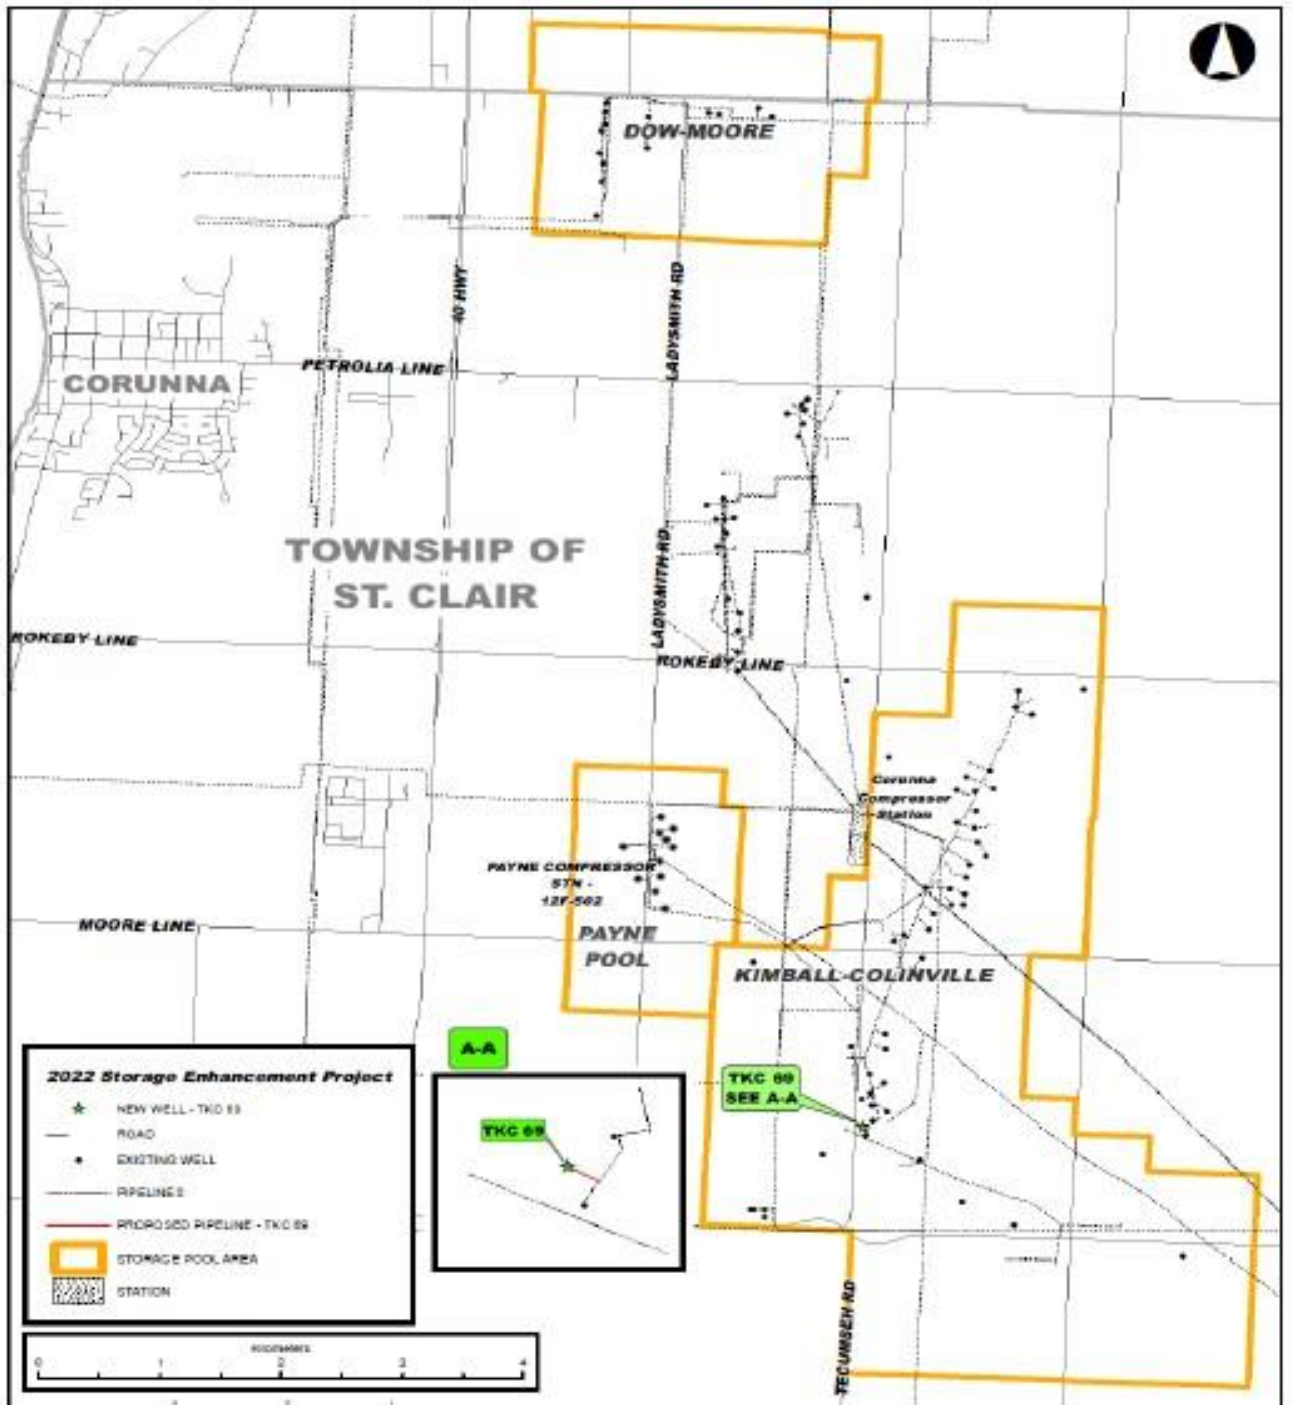 DOW-MOORE
40 HWY
LADYSMITH RD
PETROLIA LINE
CORUNNA
TOWNSHIP OF
ST. CLAIR
LADYSMITH RD
ROKEBY LINE
ROKEBY LINE
Corunna
Compressor
Station
PAYNE COMPRESSOR
STN -
12F-502
MOORE LINE
PAYNE
POOL
KIMBALL-COLINVILLE
A-A
TKC 69
SEE A-A
TKC 69
TECUMSEH RD
2022 Storage Enhancement Project
NEW WELL - TKC 69
ROAD
EXISTING WELL
PIPELINES
PROPOSED PIPELINE - TKC 69
STORAGE POOL AREA
STATION
Kilometers
0 1 2 3 4